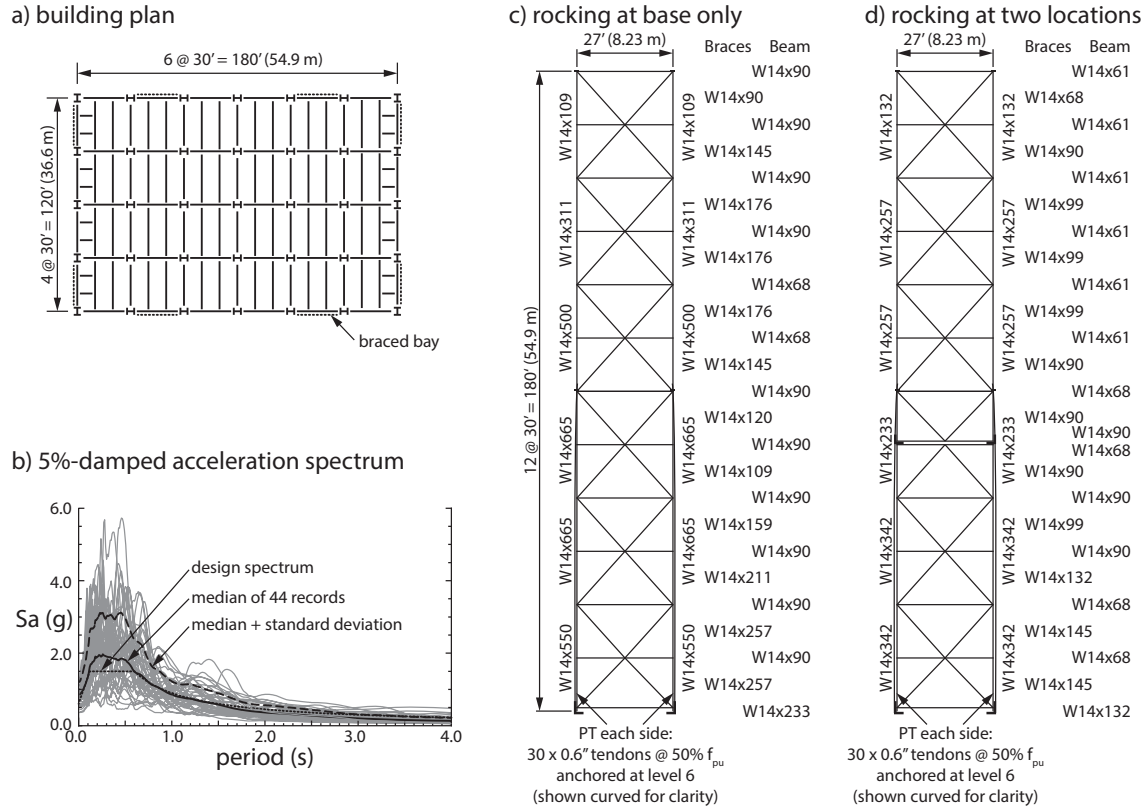 a) building plan
6 @ 30' = 180' (54.9 m)
4 @ 30' = 120' (36.6 m)
braced bay
b) 5%-damped acceleration spectrum
6.0
4.0
2.0
0.0
Sa (g)
design spectrum
median of 44 records
median + standard deviation
0.0 1.0 2.0 3.0 4.0
period (s)
c) rocking at base only
27' (8.23 m)
Braces Beam
12 @ 30' = 180' (54.9 m)
W14x90
W14x90
W14x109 W14x109
W14x90
W14x145
W14x90
W14x176
W14x311 W14x311
W14x90
W14x176
W14x68
W14x176
W14x500 W14x500
W14x68
W14x145
W14x90
W14x120
W14x665 W14x665
W14x90
W14x109
W14x90
W14x159
W14x665 W14x665
W14x90
W14x211
W14x90
W14x257
W14x550 W14x550
W14x90
W14x257
W14x233
PT each side:
30 x 0.6" tendons @ 50% fpu
anchored at level 6
(shown curved for clarity)
d) rocking at two locations
27' (8.23 m)
Braces Beam
W14x61
W14x68
W14x132 W14x132
W14x61
W14x90
W14x61
W14x99
W14x257 W14x257
W14x61
W14x99
W14x61
W14x99
W14x257 W14x257
W14x61
W14x90
W14x68
W14x90
W14x233 W14x233
W14x90
W14x68
W14x90
W14x90
W14x99
W14x342 W14x342
W14x90
W14x132
W14x68
W14x145
W14x342 W14x342
W14x68
W14x145
W14x132
PT each side:
30 x 0.6" tendons @ 50% fpu
anchored at level 6
(shown curved for clarity)